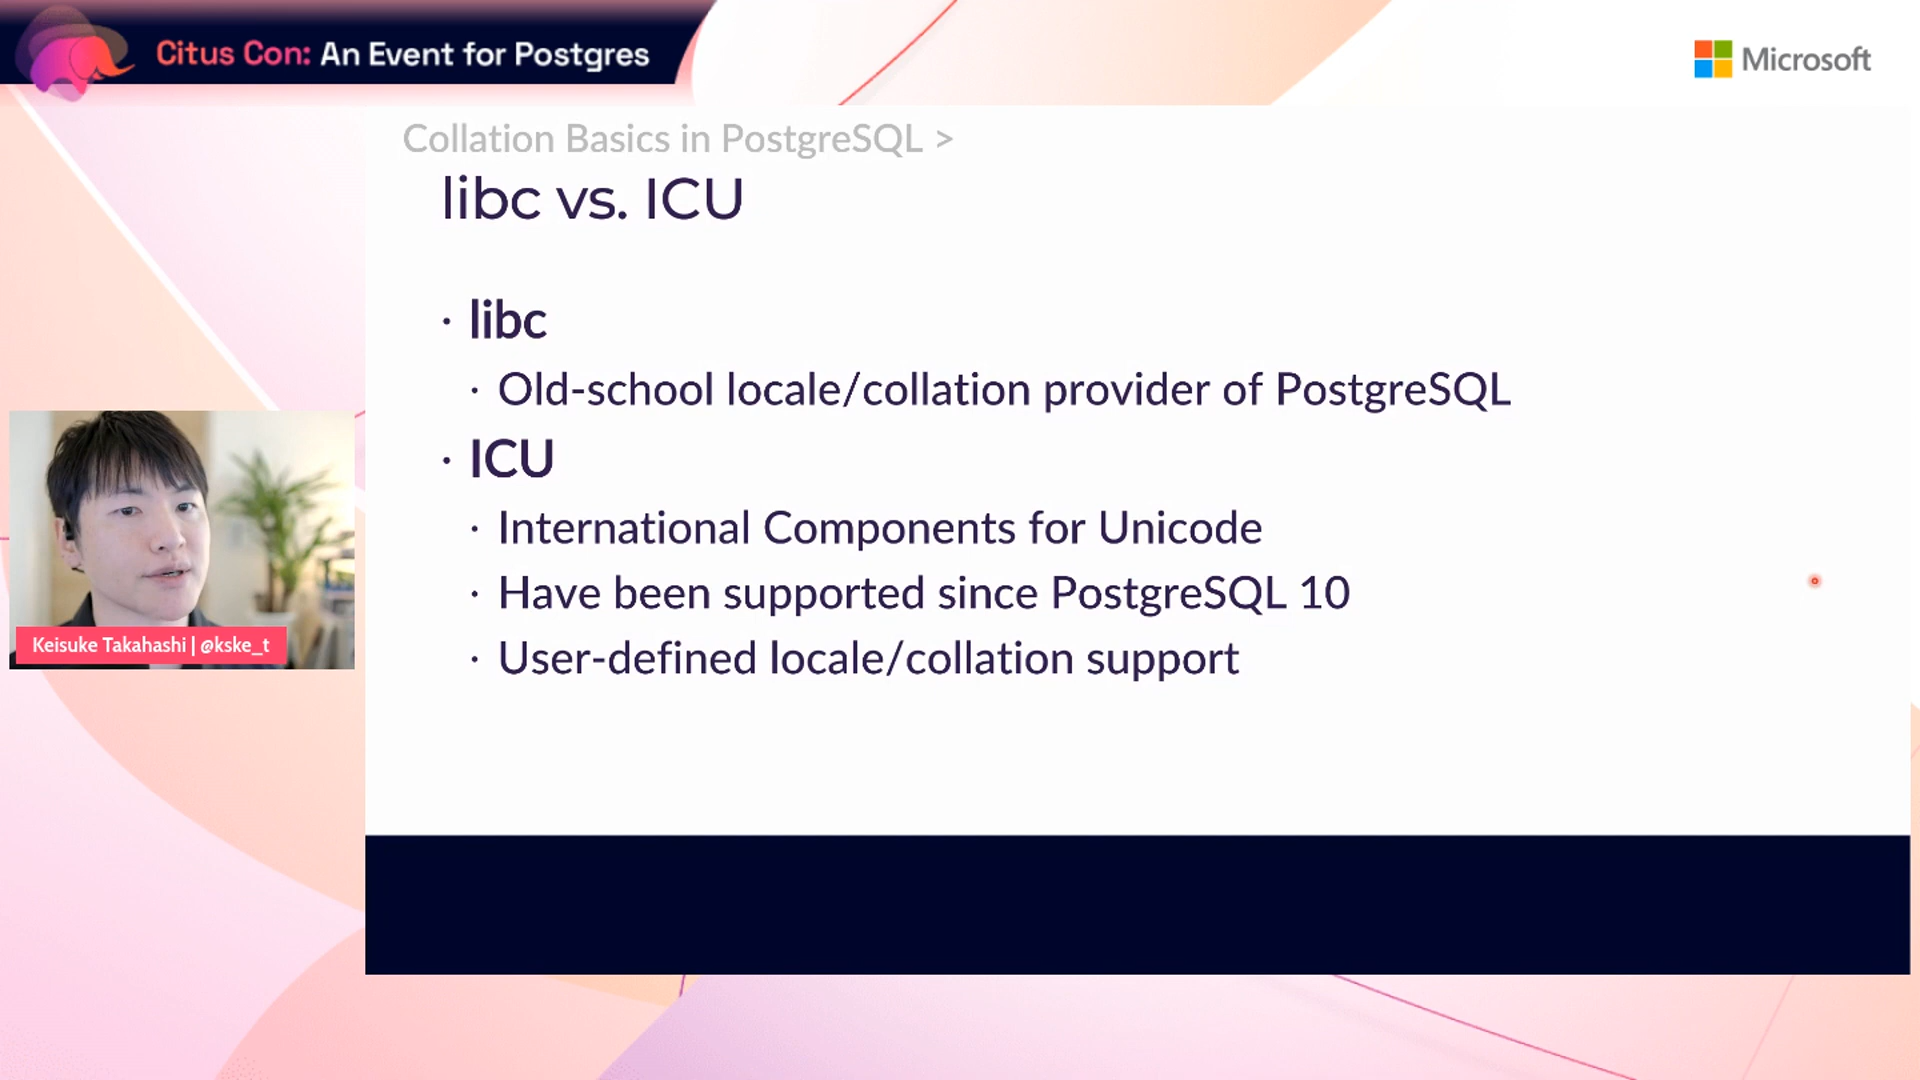 Citus Con: An Event for Postgres
Microsoft
Collation Basics in PostgreSQL >
libc vs. ICU
· libc
· Old-school locale/collation provider of PostgreSQL
· ICU
· International Components for Unicode
· Have been supported since PostgreSQL 10
· User-defined locale/collation support
Keisuke Takahashi | @kske_t